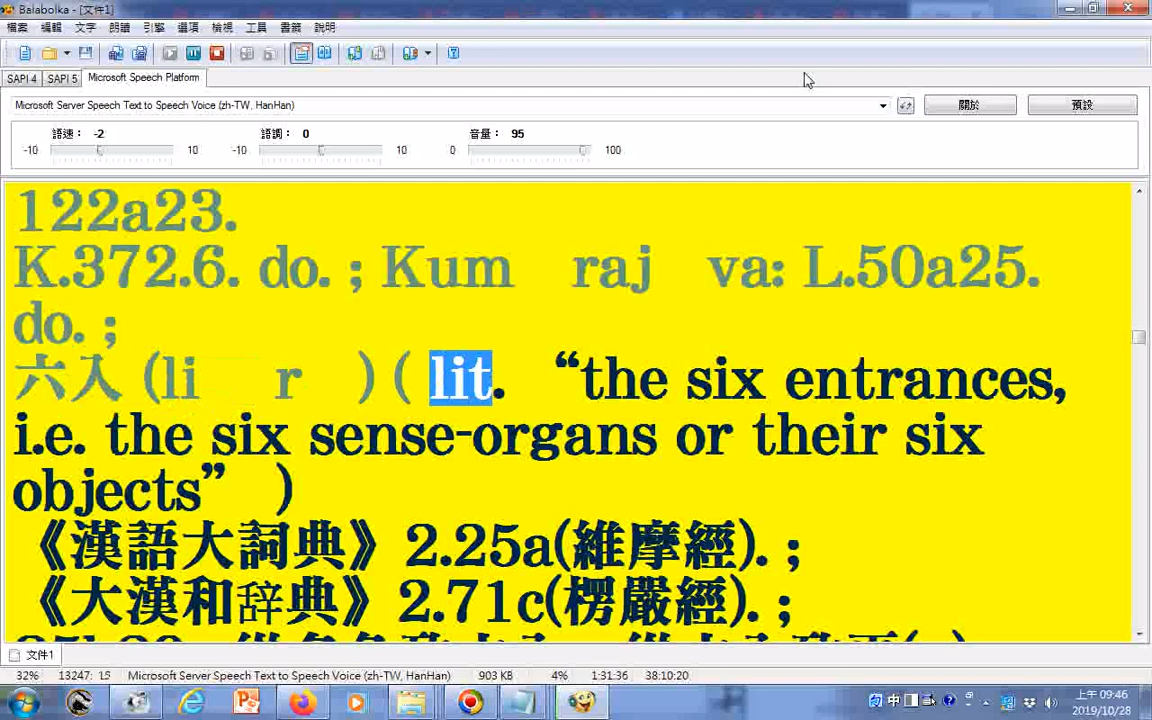 Balabolka - [文件1]
檔案 編輯 文字 朗讀 引擎 選項 檢視 工具 書籤 說明
SAPI 4 SAPI 5 Microsoft Speech Platform
Microsoft Server Speech Text to Speech Voice (zh-TW, HanHan) 關於 預設
語速： -2 語調： 0 音量： 95
-10 10 -10 10 0 100
122a23.
K.372.6. do. ; Kum raj va: L.50a25.
do. ;
六入 (li r ) ( lit. “the six entrances,
i.e. the six sense-organs or their six
objects” )
《漢語大詞典》 2.25a(維摩經). ;
《大漢和辞典》 2.71c(楞嚴經). ;
文件1
32% 13247: 15 Microsoft Server Speech Text to Speech Voice (zh-TW, HanHan) 903 KB 4% 1:31:36 38:10:20
中 上午 09:46
2019/10/28